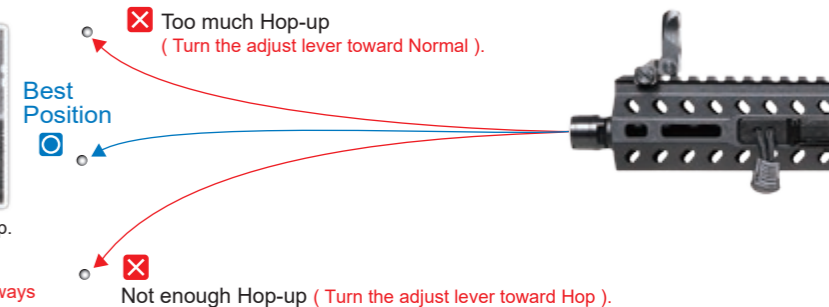 Too much Hop-up
( Turn the adjust lever toward Normal ).
Best
Position
Not enough Hop-up ( Turn the adjust lever toward Hop ).